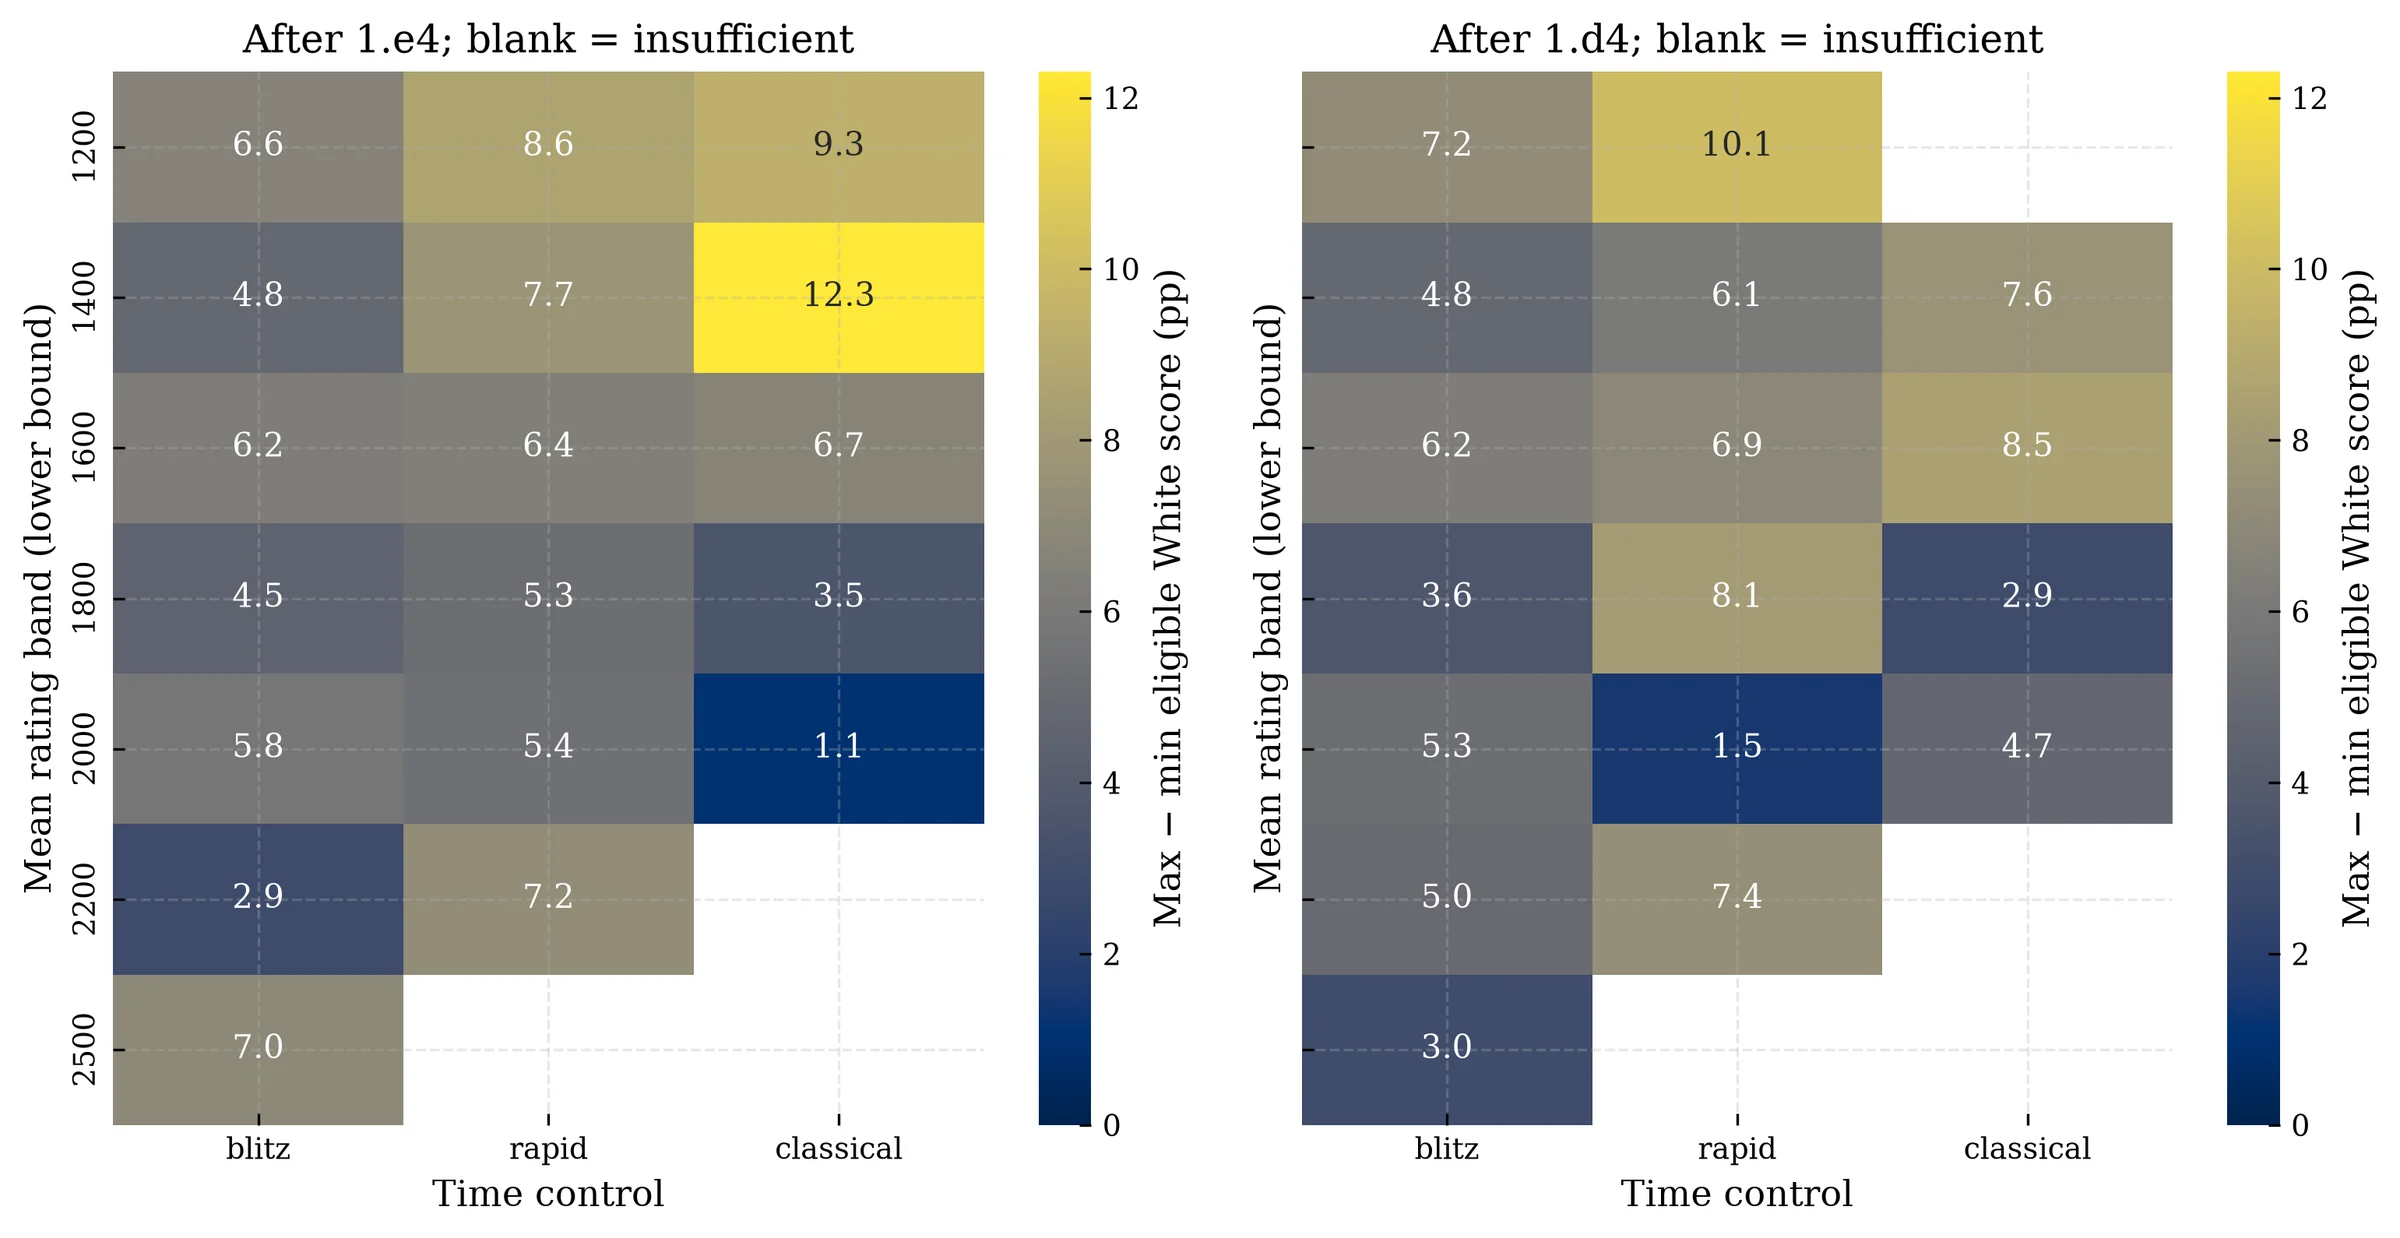 After 1.e4; blank = insufficient
Mean rating band (lower bound)
1200 6.6 8.6 9.3
1400 4.8 7.7 12.3
1600 6.2 6.4 6.7
1800 4.5 5.3 3.5
2000 5.8 5.4 1.1
2200 2.9 7.2
2500 7.0
blitz rapid classical
Time control
12
10
8
6
4
2
0
Max − min eligible White score (pp)
After 1.d4; blank = insufficient
Mean rating band (lower bound)
7.2 10.1
4.8 6.1 7.6
6.2 6.9 8.5
3.6 8.1 2.9
5.3 1.5 4.7
5.0 7.4
3.0
blitz rapid classical
Time control
12
10
8
6
4
2
0
Max − min eligible White score (pp)